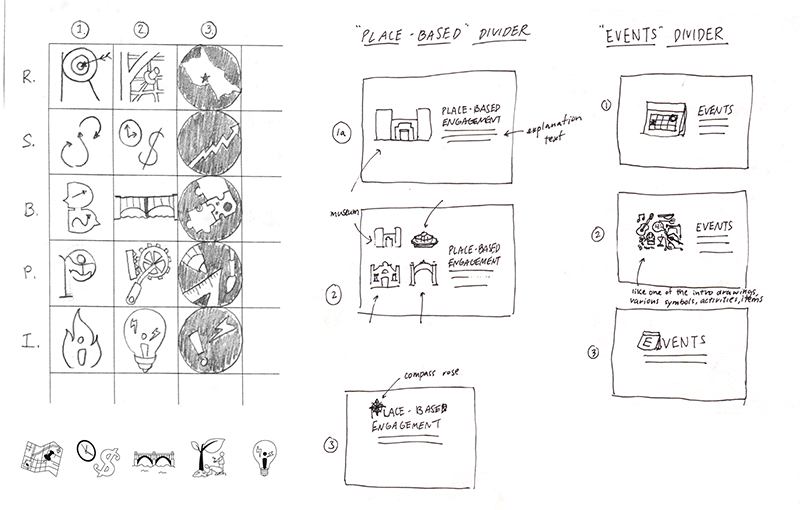 1.
2
3.
R.
S.
B.
P.
I.
"PLACE-BASED" DIVIDER
1a
PLACE-BASED
ENGAGEMENT
explanation
text
museum
2
PLACE-BASED
ENGAGEMENT
compass rose
3
PLACE-BASED
ENGAGEMENT
"EVENTS" DIVIDER
1
EVENTS
2
EVENTS
like one of the intro drawings,
various symbols, activities, items
3
EVENTS